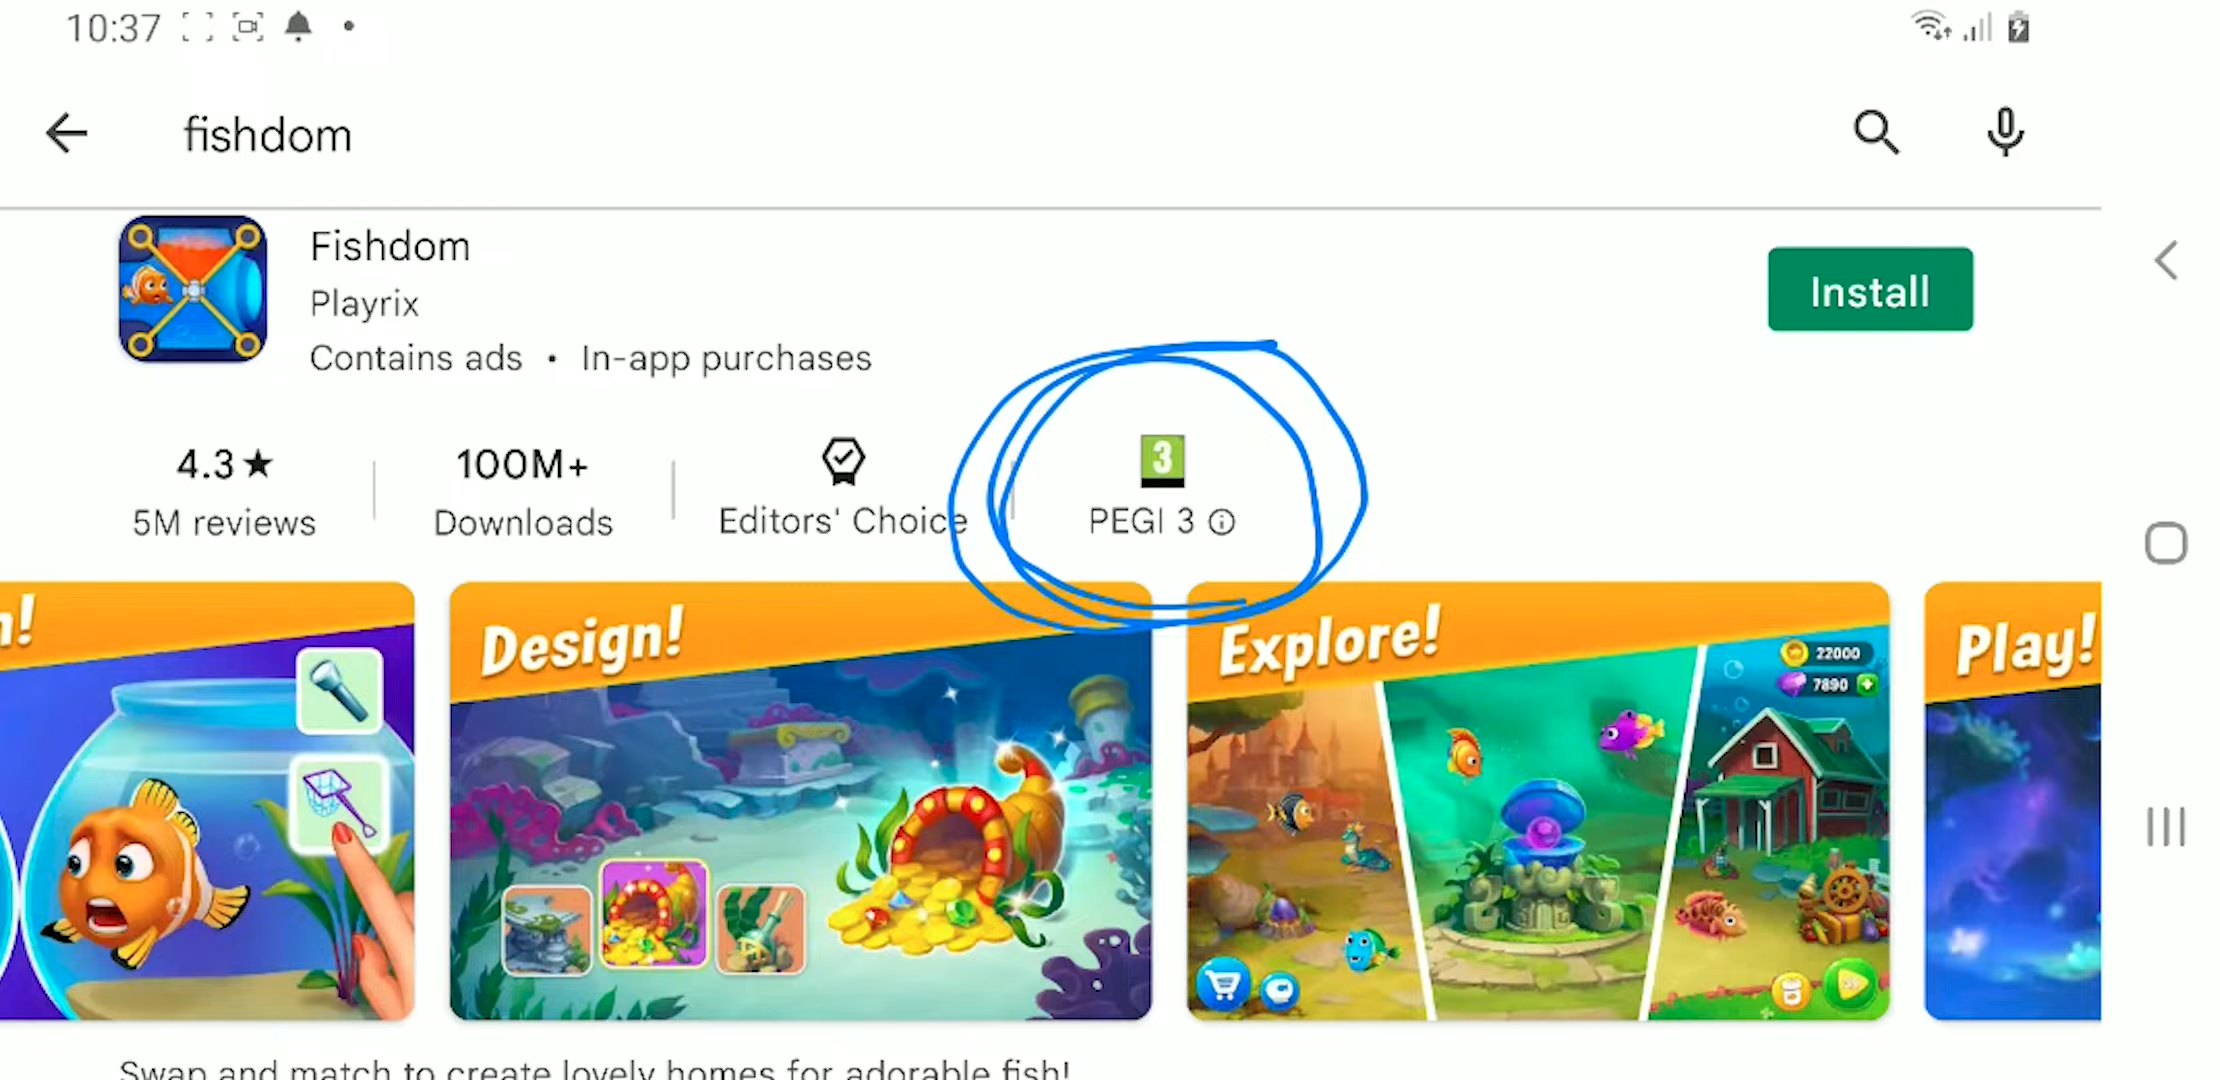 10:37
fishdom
Fishdom
Playrix
Contains ads • In-app purchases
Install
4.3★
5M reviews
100M+
Downloads
Editors' Choice
3
PEGI 3
n!
Design!
Explore!
22000
7890
Play!
Swap and match to create lovely homes for adorable fish!